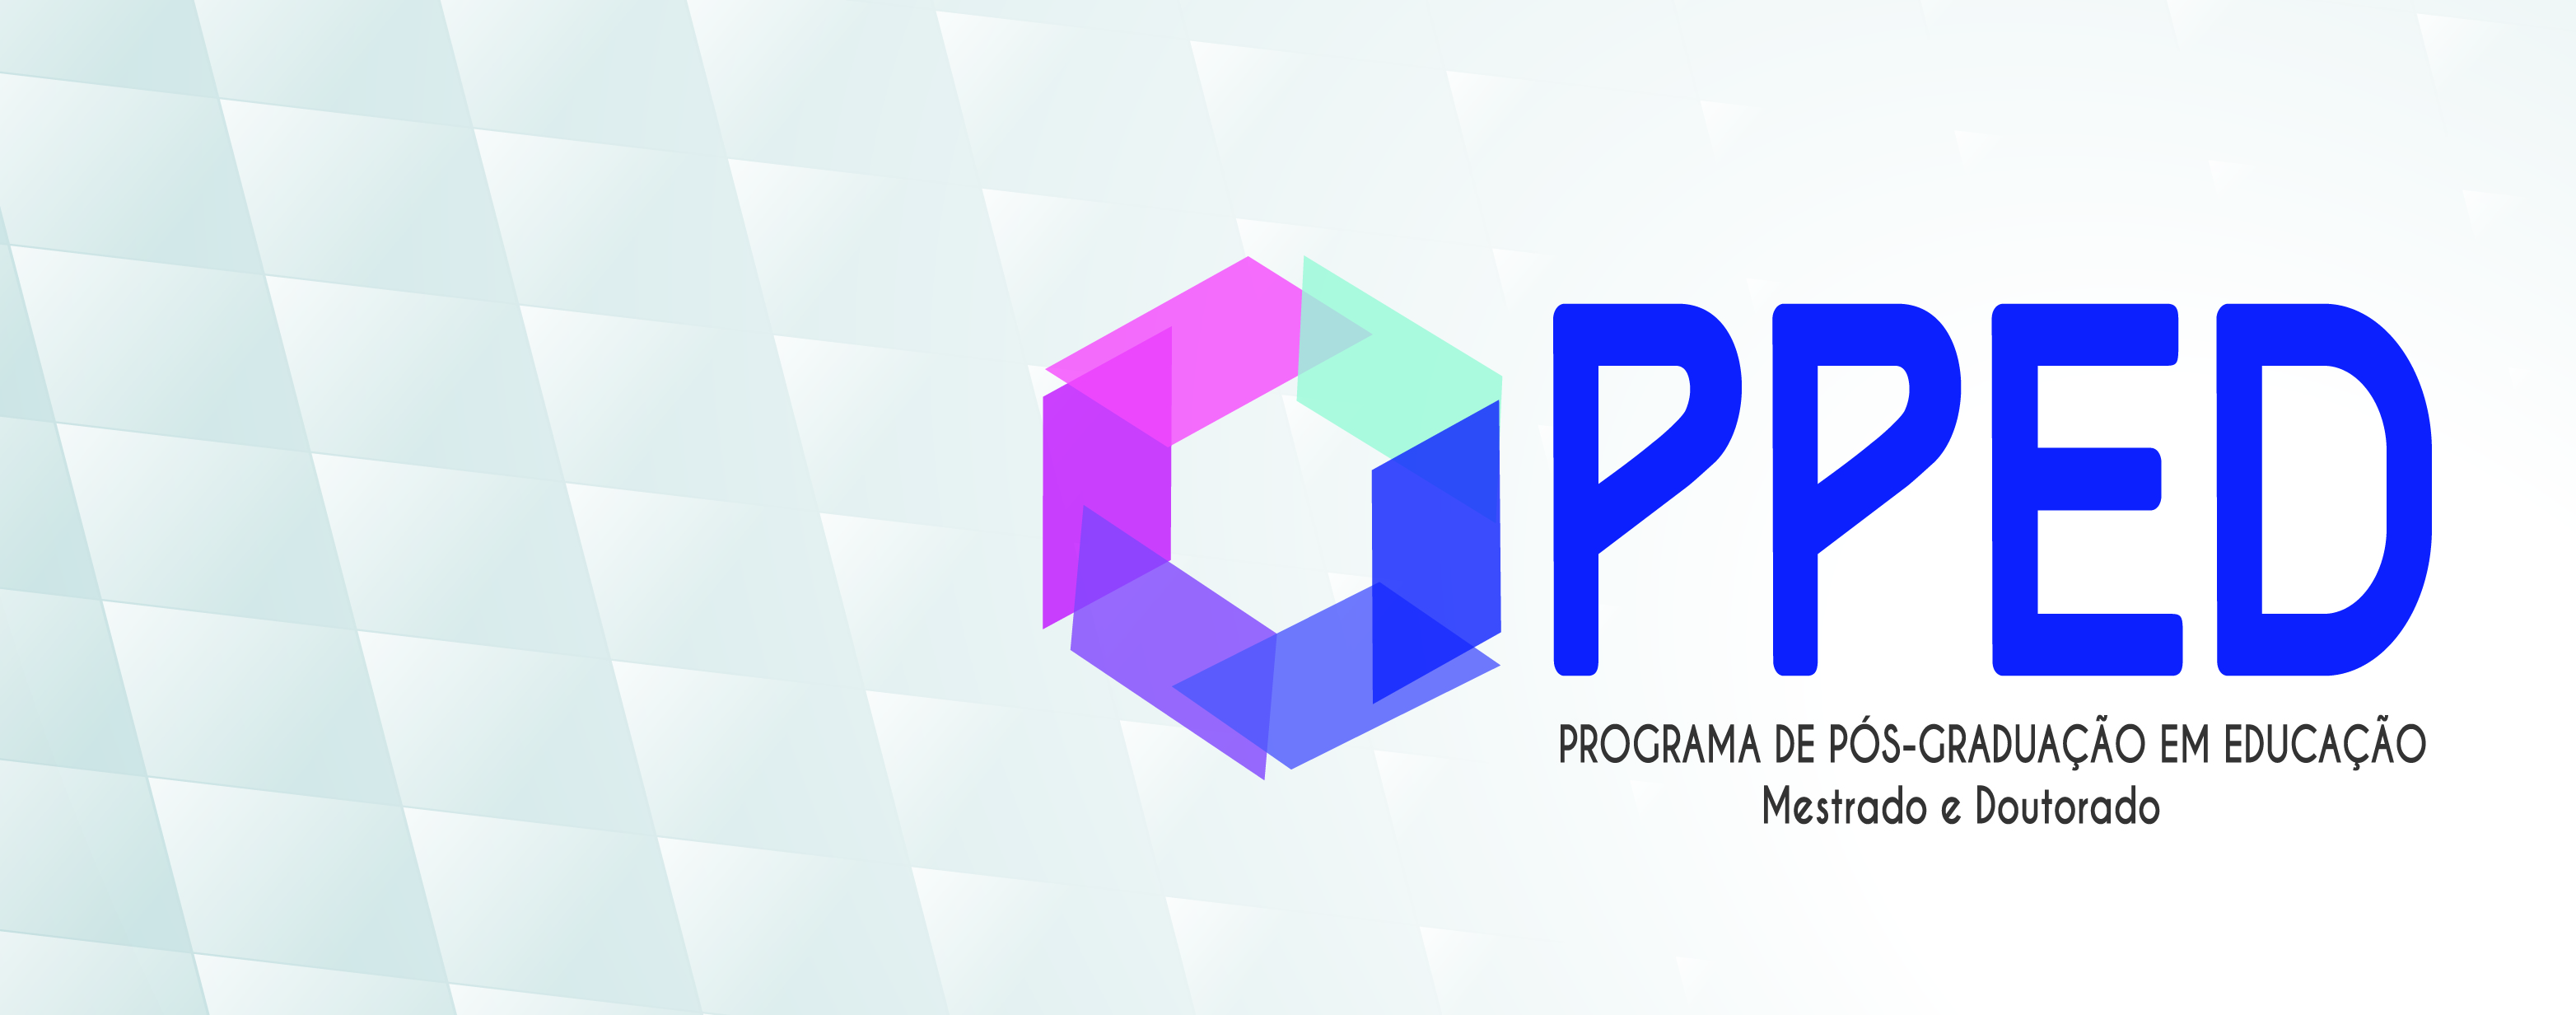 PPED
PROGRAMA DE PÓS-GRADUAÇÃO EM EDUCAÇÃO
Mestrado e Doutorado